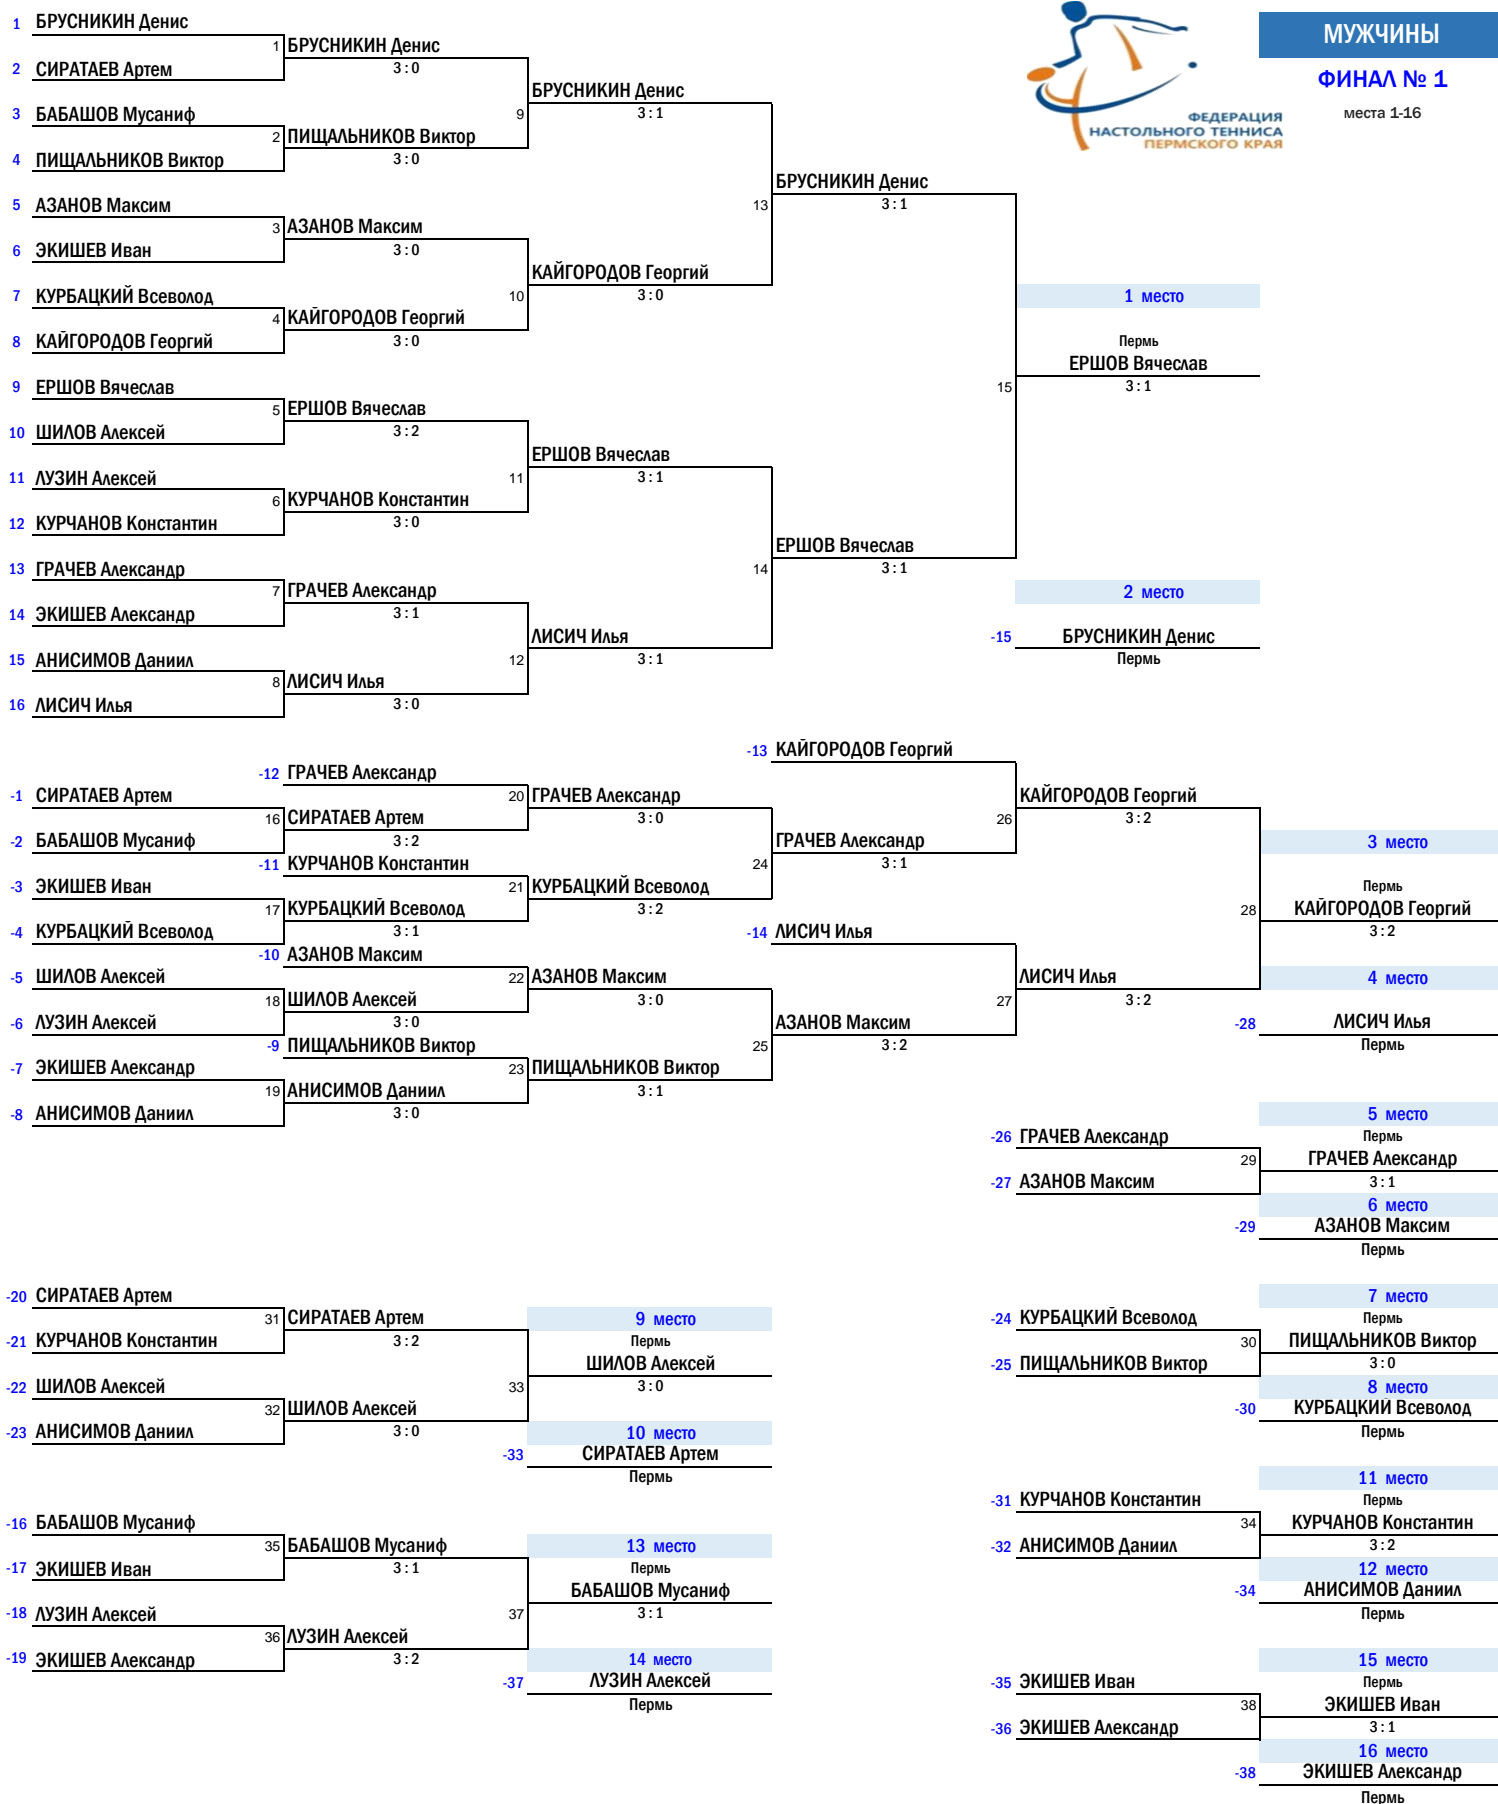 МУЖЧИНЫ
ФИНАЛ № 1
места 1-16
ФЕДЕРАЦИЯ
НАСТОЛЬНОГО ТЕННИСА
ПЕРМСКОГО КРАЯ
1 БРУСНИКИН Денис
1 БРУСНИКИН Денис
3 : 0
2 СИРАТАЕВ Артем
БРУСНИКИН Денис
3 : 1
9
3 БАБАШОВ Мусаниф
2 ПИЩАЛЬНИКОВ Виктор
3 : 0
4 ПИЩАЛЬНИКОВ Виктор
БРУСНИКИН Денис
3 : 1
13
5 АЗАНОВ Максим
3 АЗАНОВ Максим
3 : 0
6 ЭКИШЕВ Иван
КАЙГОРОДОВ Георгий
3 : 0
10
7 КУРБАЦКИЙ Всеволод
4 КАЙГОРОДОВ Георгий
3 : 0
8 КАЙГОРОДОВ Георгий
1 место
Пермь
ЕРШОВ Вячеслав
3 : 1
15
9 ЕРШОВ Вячеслав
5 ЕРШОВ Вячеслав
3 : 2
10 ШИЛОВ Алексей
ЕРШОВ Вячеслав
3 : 1
11
11 ЛУЗИН Алексей
6 КУРЧАНОВ Константин
3 : 0
12 КУРЧАНОВ Константин
ЕРШОВ Вячеслав
3 : 1
14
13 ГРАЧЕВ Александр
7 ГРАЧЕВ Александр
3 : 1
14 ЭКИШЕВ Александр
ЛИСИЧ Илья
3 : 1
12
15 АНИСИМОВ Даниил
8 ЛИСИЧ Илья
3 : 0
16 ЛИСИЧ Илья
2 место
-15 БРУСНИКИН Денис
Пермь
-13 КАЙГОРОДОВ Георгий
-12 ГРАЧЕВ Александр
-1 СИРАТАЕВ Артем
20 ГРАЧЕВ Александр
3 : 0
КАЙГОРОДОВ Георгий
3 : 2
26
16 СИРАТАЕВ Артем
3 : 2
-2 БАБАШОВ Мусаниф
ГРАЧЕВ Александр
3 : 1
24
3 место
-11 КУРЧАНОВ Константин
-3 ЭКИШЕВ Иван
21 КУРБАЦКИЙ Всеволод
3 : 2
Пермь
КАЙГОРОДОВ Георгий
3 : 2
28
17 КУРБАЦКИЙ Всеволод
3 : 1
-4 КУРБАЦКИЙ Всеволод
-14 ЛИСИЧ Илья
-10 АЗАНОВ Максим
-5 ШИЛОВ Алексей
22 АЗАНОВ Максим
3 : 0
ЛИСИЧ Илья
3 : 2
27
4 место
18 ШИЛОВ Алексей
3 : 0
-6 ЛУЗИН Алексей
АЗАНОВ Максим
3 : 2
25
-28 ЛИСИЧ Илья
Пермь
-9 ПИЩАЛЬНИКОВ Виктор
-7 ЭКИШЕВ Александр
23 ПИЩАЛЬНИКОВ Виктор
3 : 1
19 АНИСИМОВ Даниил
3 : 0
-8 АНИСИМОВ Даниил
5 место
Пермь
-26 ГРАЧЕВ Александр
29 ГРАЧЕВ Александр
3 : 1
-27 АЗАНОВ Максим
6 место
-29 АЗАНОВ Максим
Пермь
-20 СИРАТАЕВ Артем
31 СИРАТАЕВ Артем
3 : 2
-21 КУРЧАНОВ Константин
9 место
Пермь
ШИЛОВ Алексей
3 : 0
33
-22 ШИЛОВ Алексей
32 ШИЛОВ Алексей
3 : 0
-23 АНИСИМОВ Даниил
10 место
-33 СИРАТАЕВ Артем
Пермь
7 место
Пермь
-24 КУРБАЦКИЙ Всеволод
30 ПИЩАЛЬНИКОВ Виктор
3 : 0
-25 ПИЩАЛЬНИКОВ Виктор
8 место
-30 КУРБАЦКИЙ Всеволод
Пермь
11 место
Пермь
-31 КУРЧАНОВ Константин
34 КУРЧАНОВ Константин
3 : 2
-32 АНИСИМОВ Даниил
12 место
-34 АНИСИМОВ Даниил
Пермь
-16 БАБАШОВ Мусаниф
35 БАБАШОВ Мусаниф
3 : 1
-17 ЭКИШЕВ Иван
13 место
Пермь
БАБАШОВ Мусаниф
3 : 1
37
-18 ЛУЗИН Алексей
36 ЛУЗИН Алексей
3 : 2
-19 ЭКИШЕВ Александр
14 место
-37 ЛУЗИН Алексей
Пермь
15 место
Пермь
-35 ЭКИШЕВ Иван
38 ЭКИШЕВ Иван
3 : 1
-36 ЭКИШЕВ Александр
16 место
-38 ЭКИШЕВ Александр
Пермь